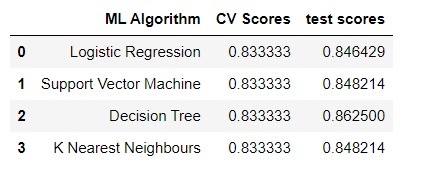 ML Algorithm CV Scores test scores
0 Logistic Regression 0.833333 0.846429
1 Support Vector Machine 0.833333 0.848214
2 Decision Tree 0.833333 0.862500
3 K Nearest Neighbours 0.833333 0.848214